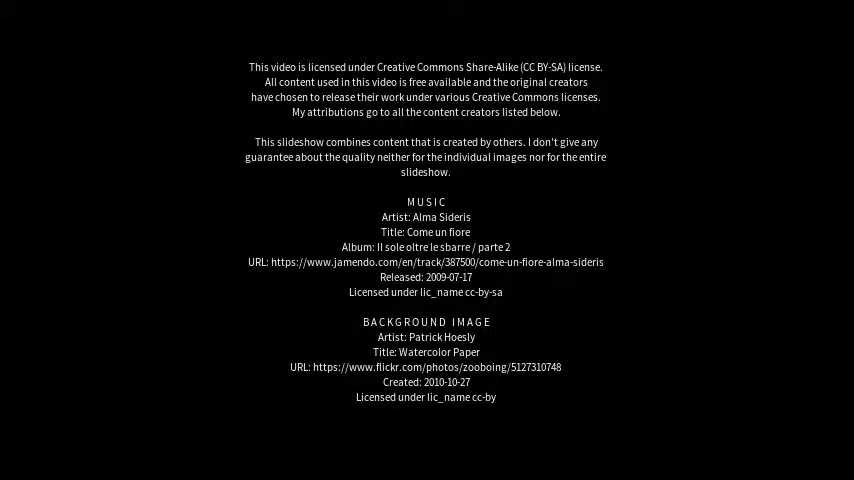 This video is licensed under Creative Commons Share-Alike (CC BY-SA) license.
All content used in this video is free available and the original creators
have chosen to release their work under various Creative Commons licenses.
My attributions go to all the content creators listed below.
This slideshow combines content that is created by others. I don't give any
guarantee about the quality neither for the individual images nor for the entire
slideshow.
MUSIC
Artist: Alma Sideris
Title: Come un fiore
Album: Il sole oltre le sbarre / parte 2
URL: https://www.jamendo.com/en/track/387500/come-un-fiore-alma-sideris
Released: 2009-07-17
Licensed under lic_name cc-by-sa
BACKGROUND IMAGE
Artist: Patrick Hoesly
Title: Watercolor Paper
URL: https://www.flickr.com/photos/zooboing/5127310748
Created: 2010-10-27
Licensed under lic_name cc-by